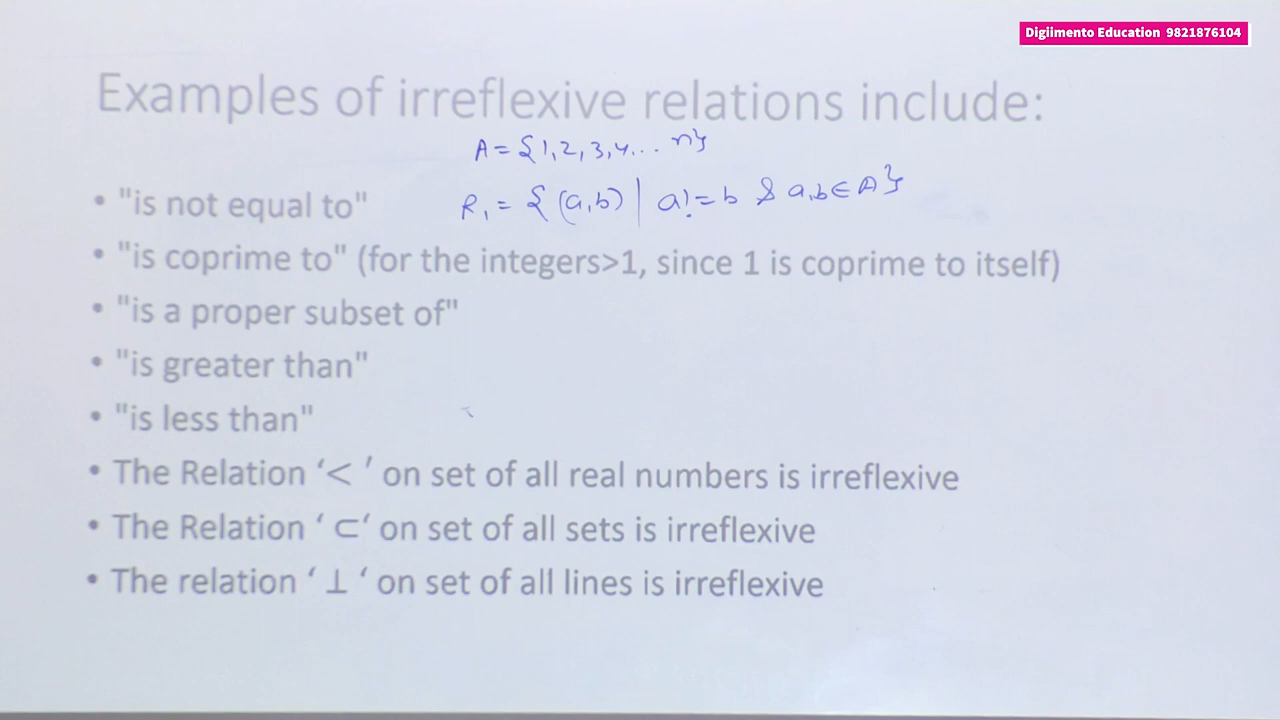 Digiimento Education 9821876104
Examples of irreflexive relations include:
A = {1,2,3,4... n}
• "is not equal to"
R₁ = { (a,b) | a!=b & a,b ∈ A}
• "is coprime to" (for the integers>1, since 1 is coprime to itself)
• "is a proper subset of"
• "is greater than"
• "is less than"
• The Relation ‘< ’ on set of all real numbers is irreflexive
• The Relation ‘ ⊂‘ on set of all sets is irreflexive
• The relation ‘ ⊥ ‘ on set of all lines is irreflexive